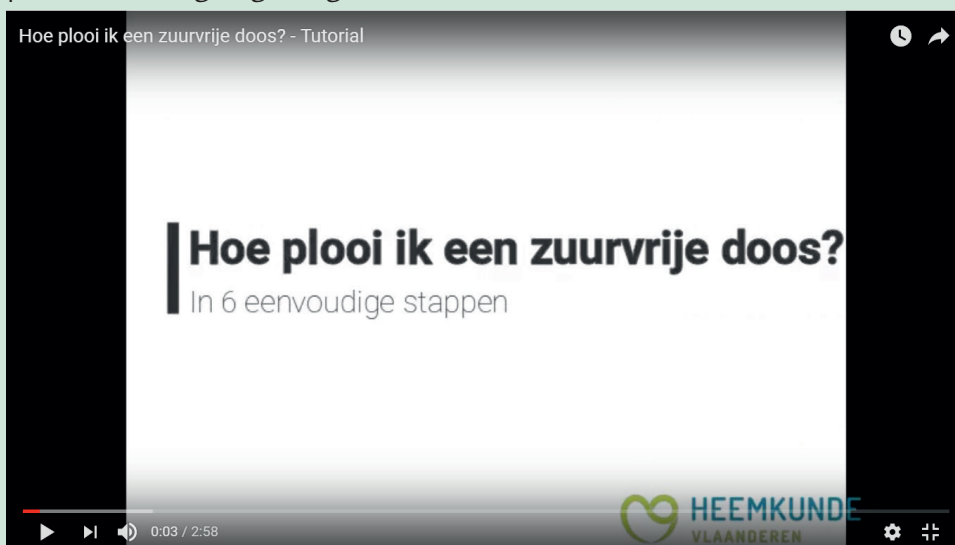 Hoe plooi ik een zuurvrije doos? - Tutorial
Hoe plooi ik een zuurvrije doos?
In 6 eenvoudige stappen
HEEMKUNDE
VLAANDEREN
0:03 / 2:58